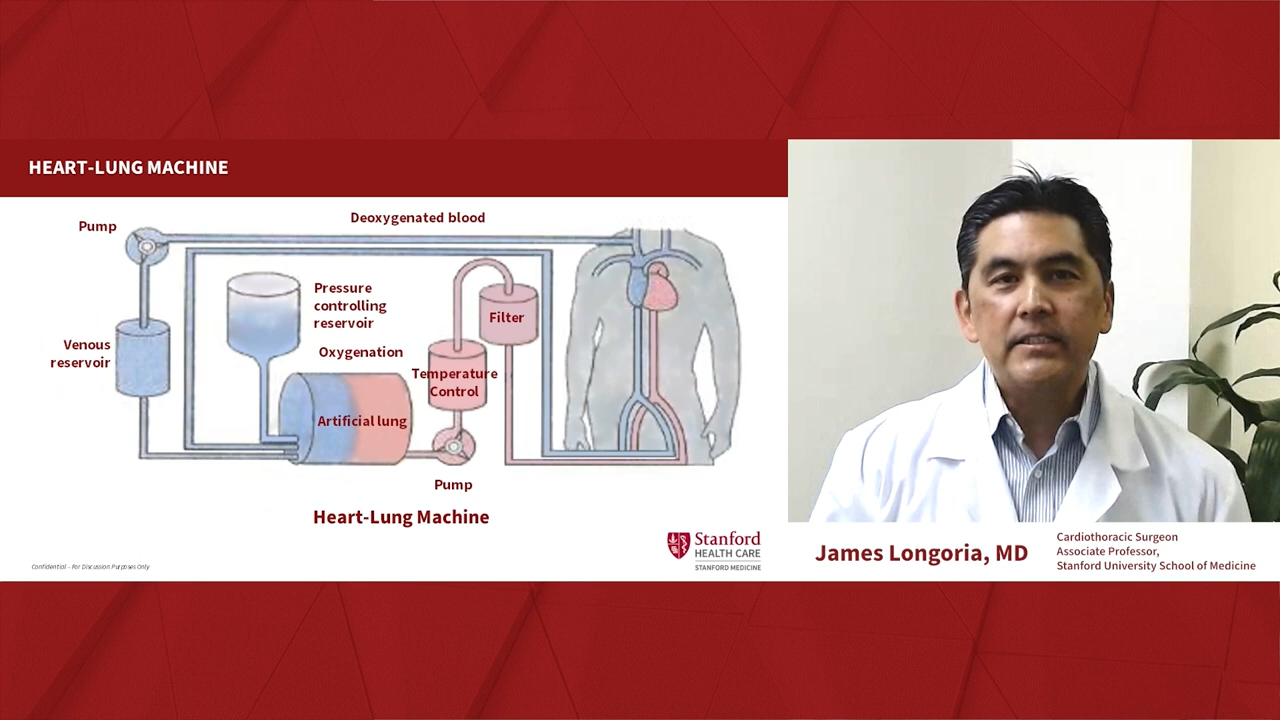 HEART-LUNG MACHINE
Pump
Deoxygenated blood
Pressure
controlling
reservoir
Filter
Venous
reservoir
Oxygenation
Temperature
Control
Artificial lung
Pump
Heart-Lung Machine
Stanford
HEALTH CARE
STANFORD MEDICINE
Confidential - For Discussion Purposes Only
James Longoria, MD
Cardiothoracic Surgeon
Associate Professor,
Stanford University School of Medicine